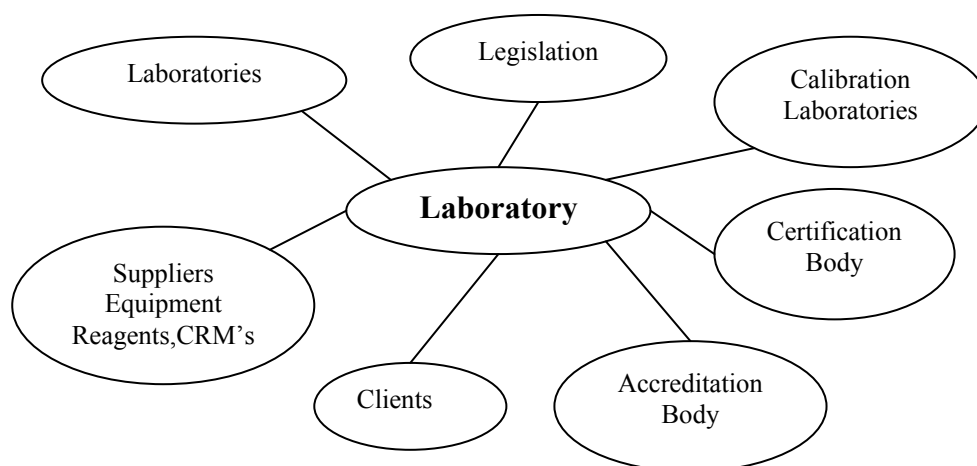 Legislation
Laboratories
Calibration
Laboratories
Laboratory
Certification
Body
Suppliers
Equipment
Reagents,CRM’s
Accreditation
Body
Clients